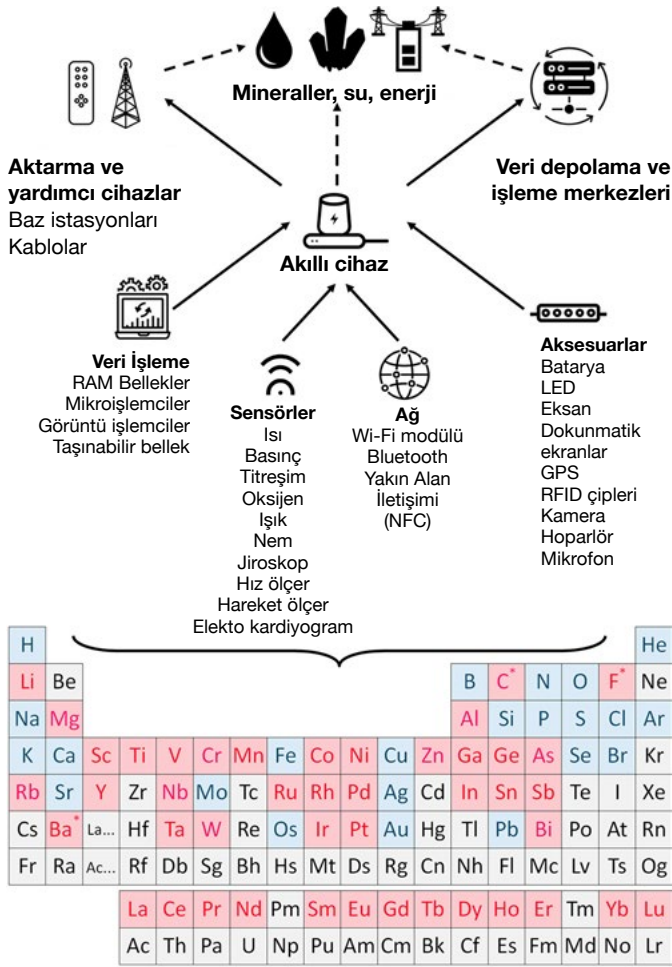 Mineraller, su, enerji
Aktarma ve
yardımcı cihazlar
Baz istasyonları
Kablolar
Veri depolama ve
işleme merkezleri
Akıllı cihaz
Veri İşleme
RAM Bellekler
Mikroişlemciler
Görüntü işlemciler
Taşınabilir bellek
Sensörler
Isı
Basınç
Titreşim
Oksijen
Işık
Nem
Jiroskop
Hız ölçer
Hareket ölçer
Elekto kardiyogram
Ağ
Wi-Fi modülü
Bluetooth
Yakın Alan
İletişimi
(NFC)
Aksesuarlar
Batarya
LED
Eksan
Dokunmatik
ekranlar
GPS
RFID çipleri
Kamera
Hoparlör
Mikrofon
H He
Li Be B C* N O F* Ne
Na Mg Al Si P S Cl Ar
K Ca Sc Ti V Cr Mn Fe Co Ni Cu Zn Ga Ge As Se Br Kr
Rb Sr Y Zr Nb Mo Tc Ru Rh Pd Ag Cd In Sn Sb Te I Xe
Cs Ba* La... Hf Ta W Re Os Ir Pt Au Hg Tl Pb Bi Po At Rn
Fr Ra Ac... Rf Db Sg Bh Hs Mt Ds Rg Cn Nh Fl Mc Lv Ts Og
La Ce Pr Nd Pm Sm Eu Gd Tb Dy Ho Er Tm Yb Lu
Ac Th Pa U Np Pu Am Cm Bk Cf Es Fm Md No Lr